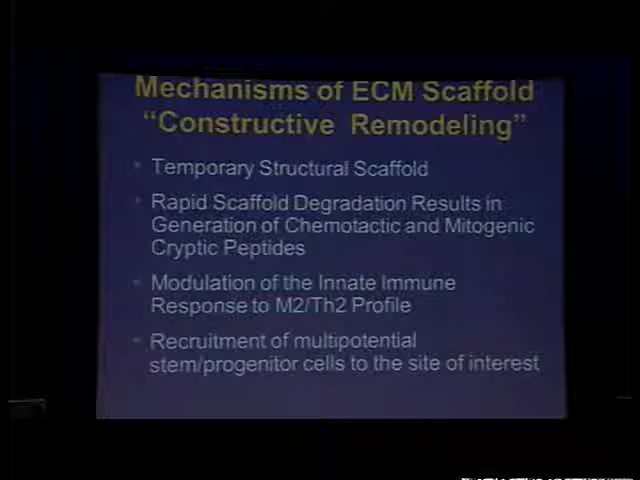 Mechanisms of ECM Scaffold
“Constructive Remodeling”
• Temporary Structural Scaffold
• Rapid Scaffold Degradation Results in
Generation of Chemotactic and Mitogenic
Cryptic Peptides
• Modulation of the Innate Immune
Response to M2/Th2 Profile
• Recruitment of multipotential
stem/progenitor cells to the site of interest